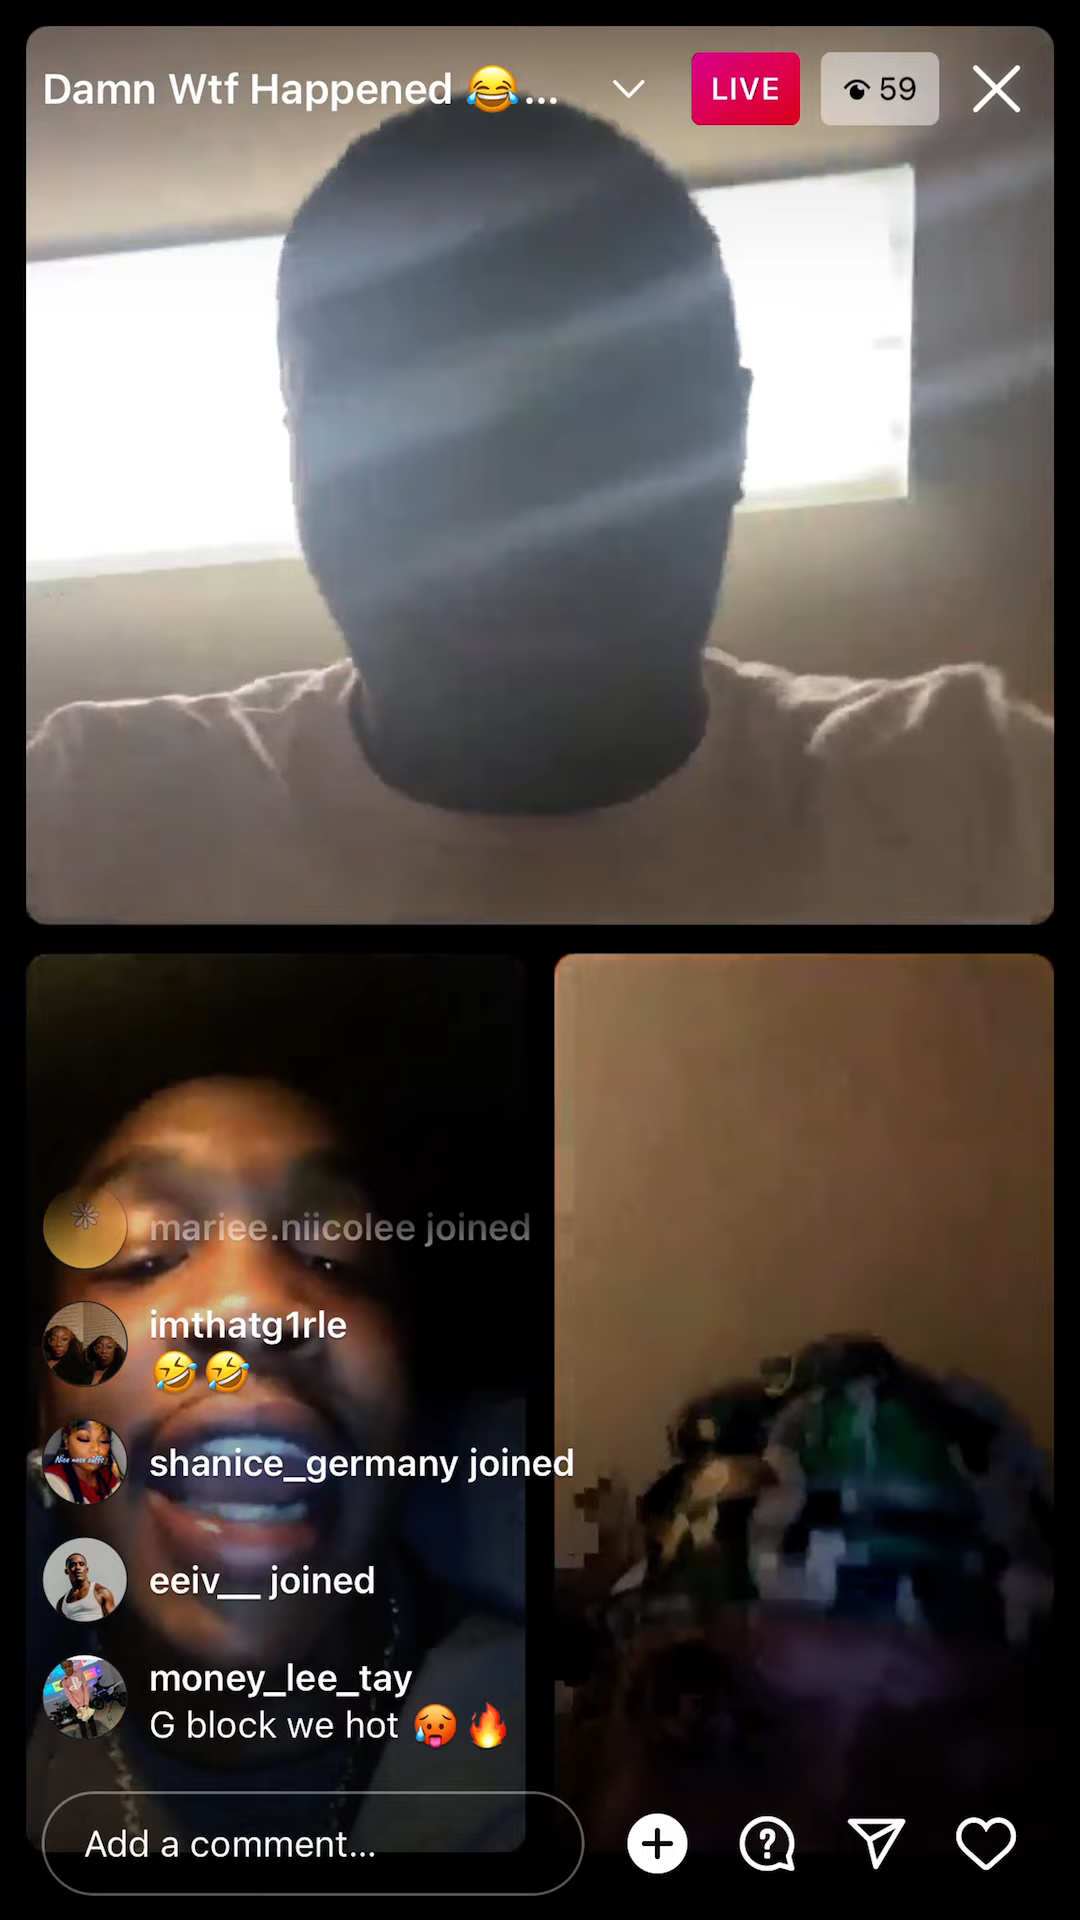 Damn Wtf Happened 😂...
LIVE
59
mariee.niicolee joined
imthatg1rle
🤣🤣
shanice_germany joined
eeiv__ joined
money_lee_tay
G block we hot 🥵🔥
Add a comment...